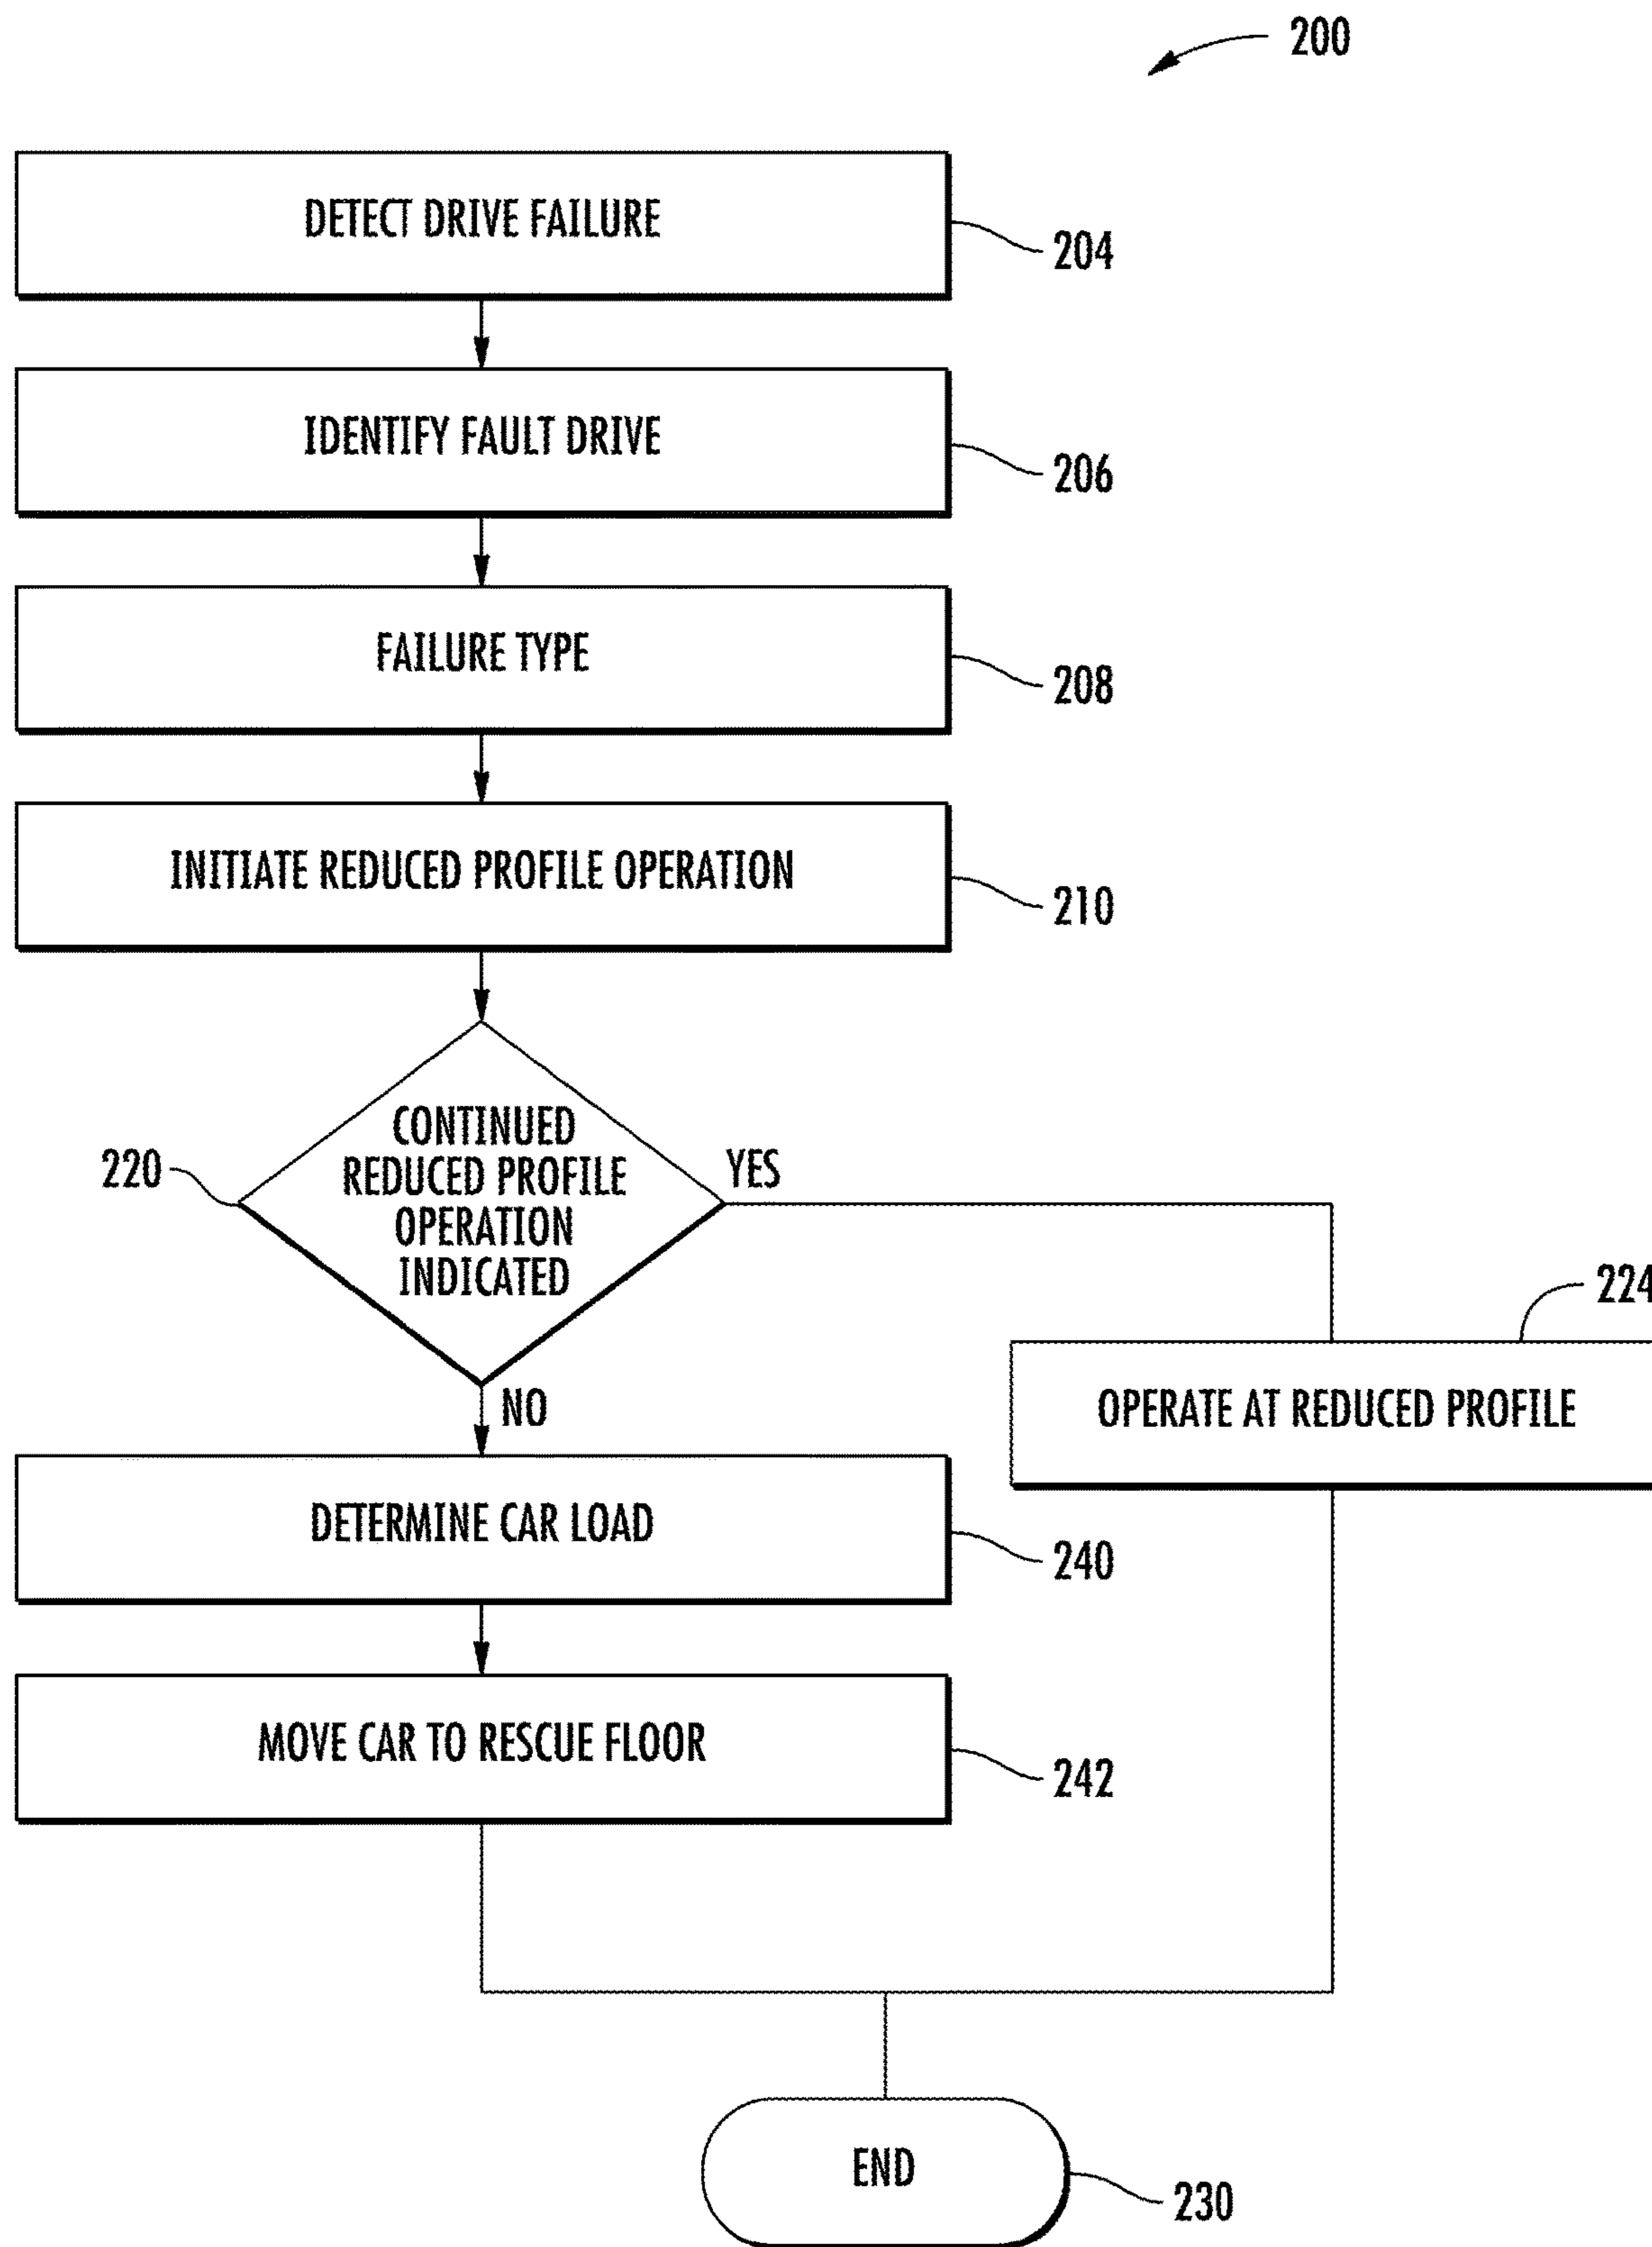 200
DETECT DRIVE FAILURE
204
IDENTIFY FAULT DRIVE
206
FAILURE TYPE
208
INITIATE REDUCED PROFILE OPERATION
210
220
CONTINUED
REDUCED PROFILE
OPERATION
INDICATED
YES
224
OPERATE AT REDUCED PROFILE
NO
DETERMINE CAR LOAD
240
MOVE CAR TO RESCUE FLOOR
242
END
230